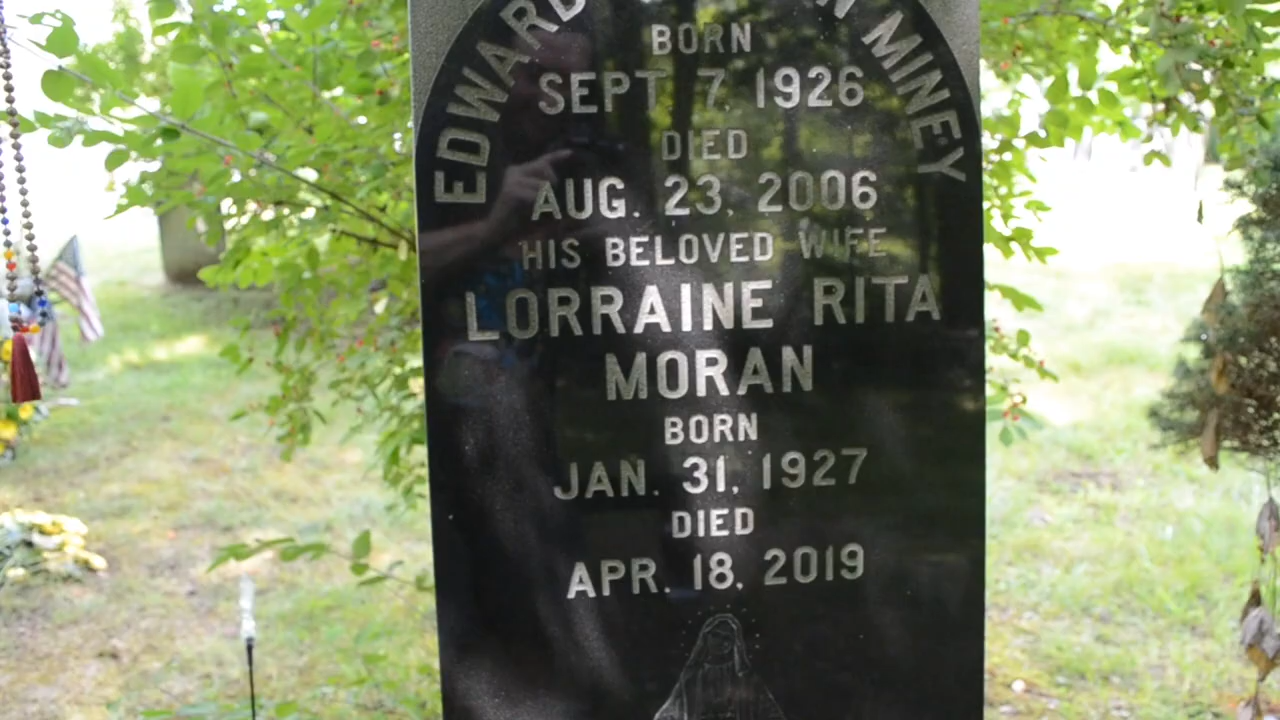 EDWARD MINEY
BORN
SEPT 7, 1926
DIED
AUG. 23, 2006
HIS BELOVED WIFE
LORRAINE RITA
MORAN
BORN
JAN. 31, 1927
DIED
APR. 18, 2019